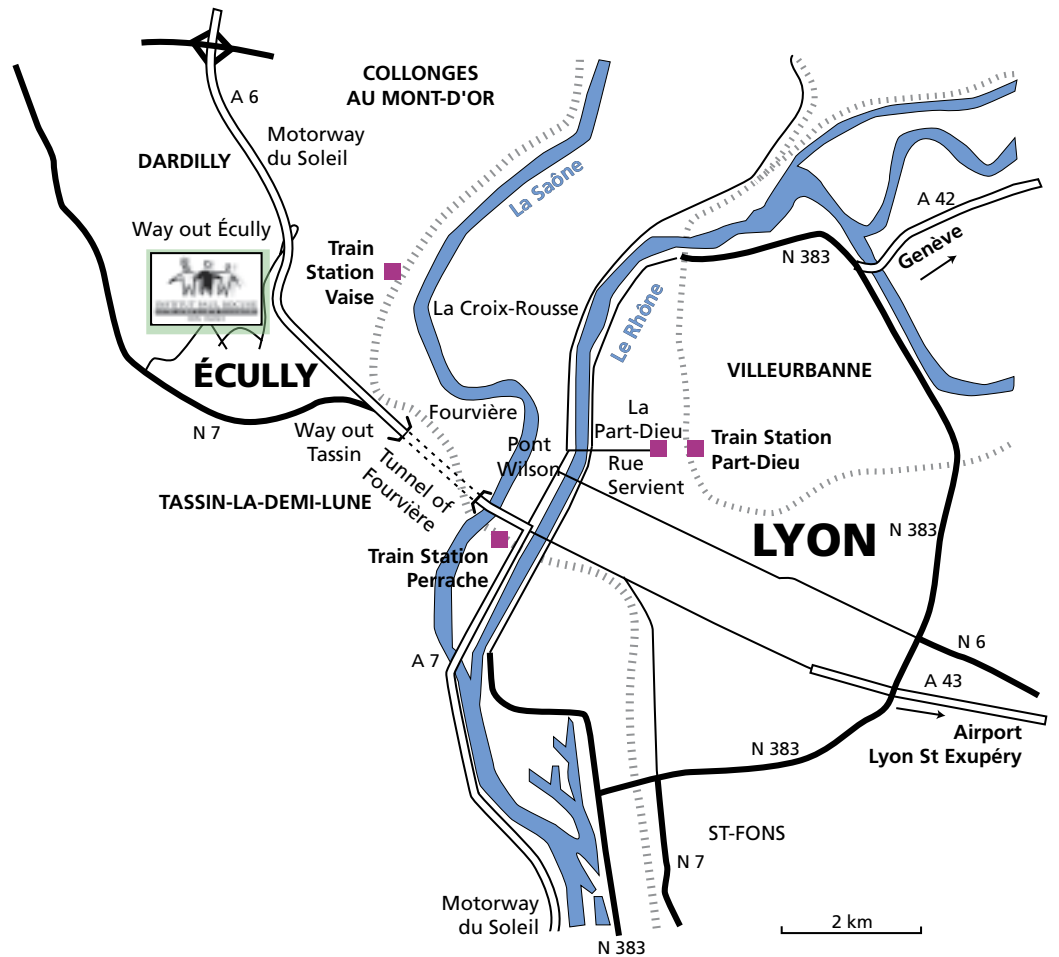 A 6
COLLONGES
AU MONT-D'OR
Motorway
du Soleil
DARDILLY
La Saône
Way out Écully
Train
Station
Vaise
A 42
Genève
N 383
La Croix-Rousse
Le Rhône
ÉCULLY
VILLEURBANNE
N 7
Fourvière
La
Part-Dieu
Train Station
Part-Dieu
Way out
Tassin
Pont
Wilson
Rue
Servient
Tunnel of
Fourvière
TASSIN-LA-DEMI-LUNE
LYON
N 383
Train Station
Perrache
N 6
A 7
A 43
Airport
Lyon St Exupéry
N 383
ST-FONS
N 7
Motorway
du Soleil
2 km
N 383